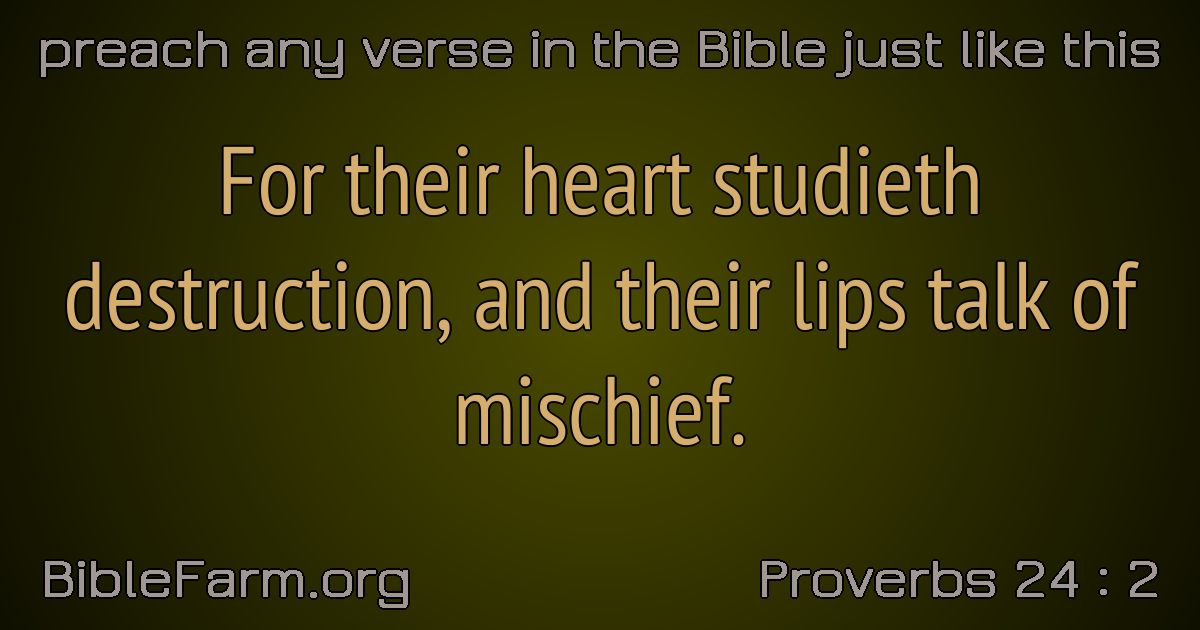 preach any verse in the Bible just like this
For their heart studieth
destruction, and their lips talk of
mischief.
BibleFarm.org
Proverbs 24 : 2